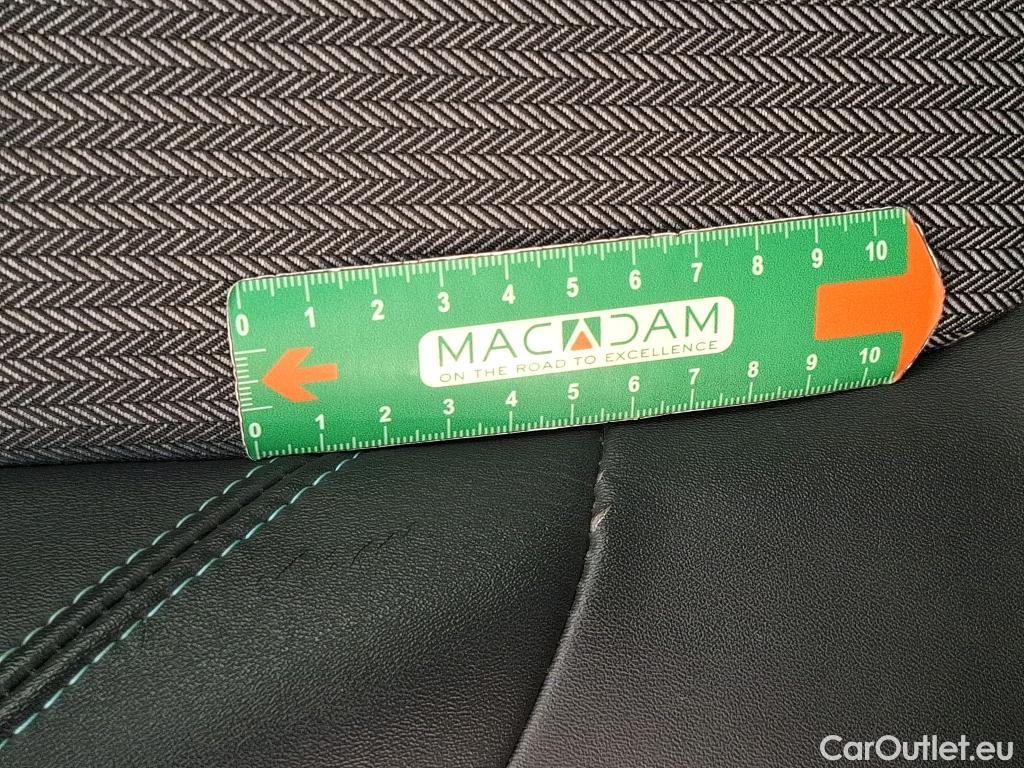 0 1 2 3 4 5 6 7 8 9 10
MACADAM
ON THE ROAD TO EXCELLENCE
0 1 2 3 4 5 6 7 8 9 10
CarOutlet.eu